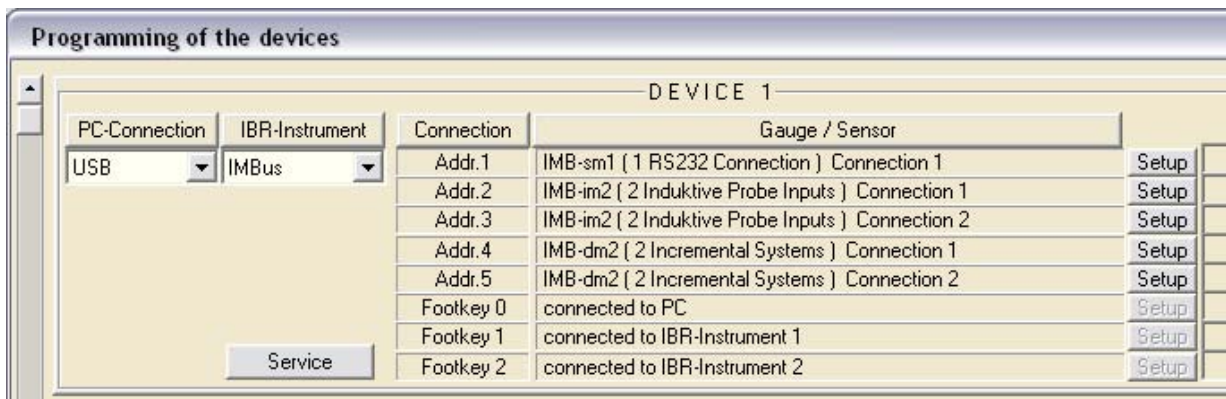 Programming of the devices
DEVICE 1
PC-Connection IBR-Instrument Connection Gauge / Sensor
USB IMBus Addr.1 IMB-sm1 ( 1 RS232 Connection ) Connection 1 Setup
Addr.2 IMB-im2 ( 2 Induktive Probe Inputs ) Connection 1 Setup
Addr.3 IMB-im2 ( 2 Induktive Probe Inputs ) Connection 2 Setup
Addr.4 IMB-dm2 ( 2 Incremental Systems ) Connection 1 Setup
Addr.5 IMB-dm2 ( 2 Incremental Systems ) Connection 2 Setup
Footkey 0 connected to PC Setup
Footkey 1 connected to IBR-Instrument 1 Setup
Service Footkey 2 connected to IBR-Instrument 2 Setup